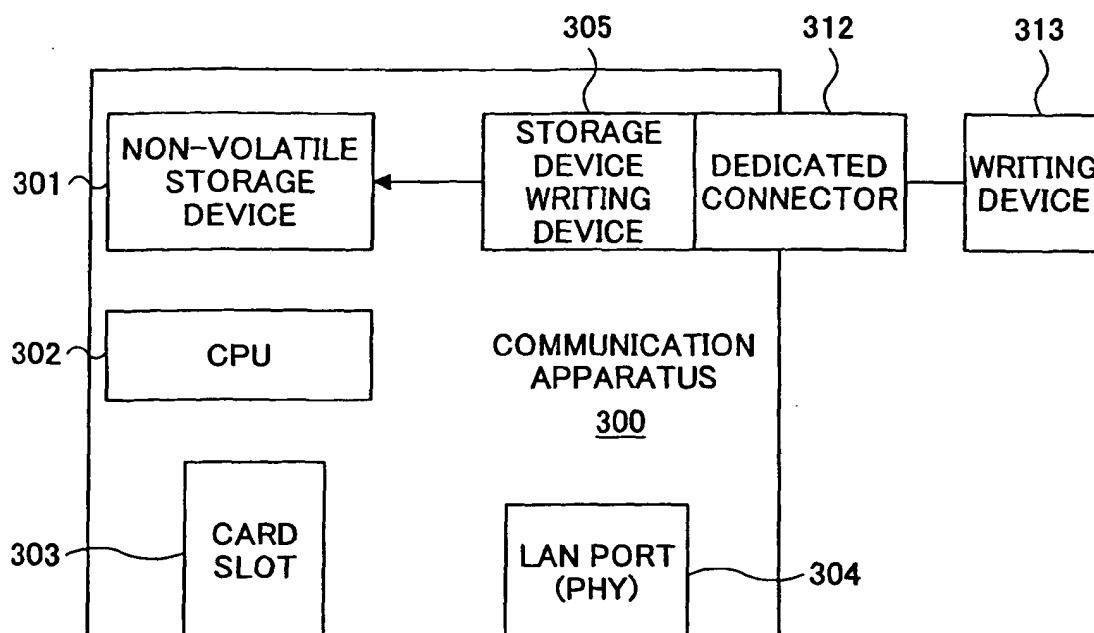 305
312
313
NON-VOLATILE
STORAGE
DEVICE
301
STORAGE
DEVICE
WRITING
DEVICE
DEDICATED
CONNECTOR
WRITING
DEVICE
302
CPU
COMMUNICATION
APPARATUS
300
303
CARD
SLOT
LAN PORT
(PHY)
304